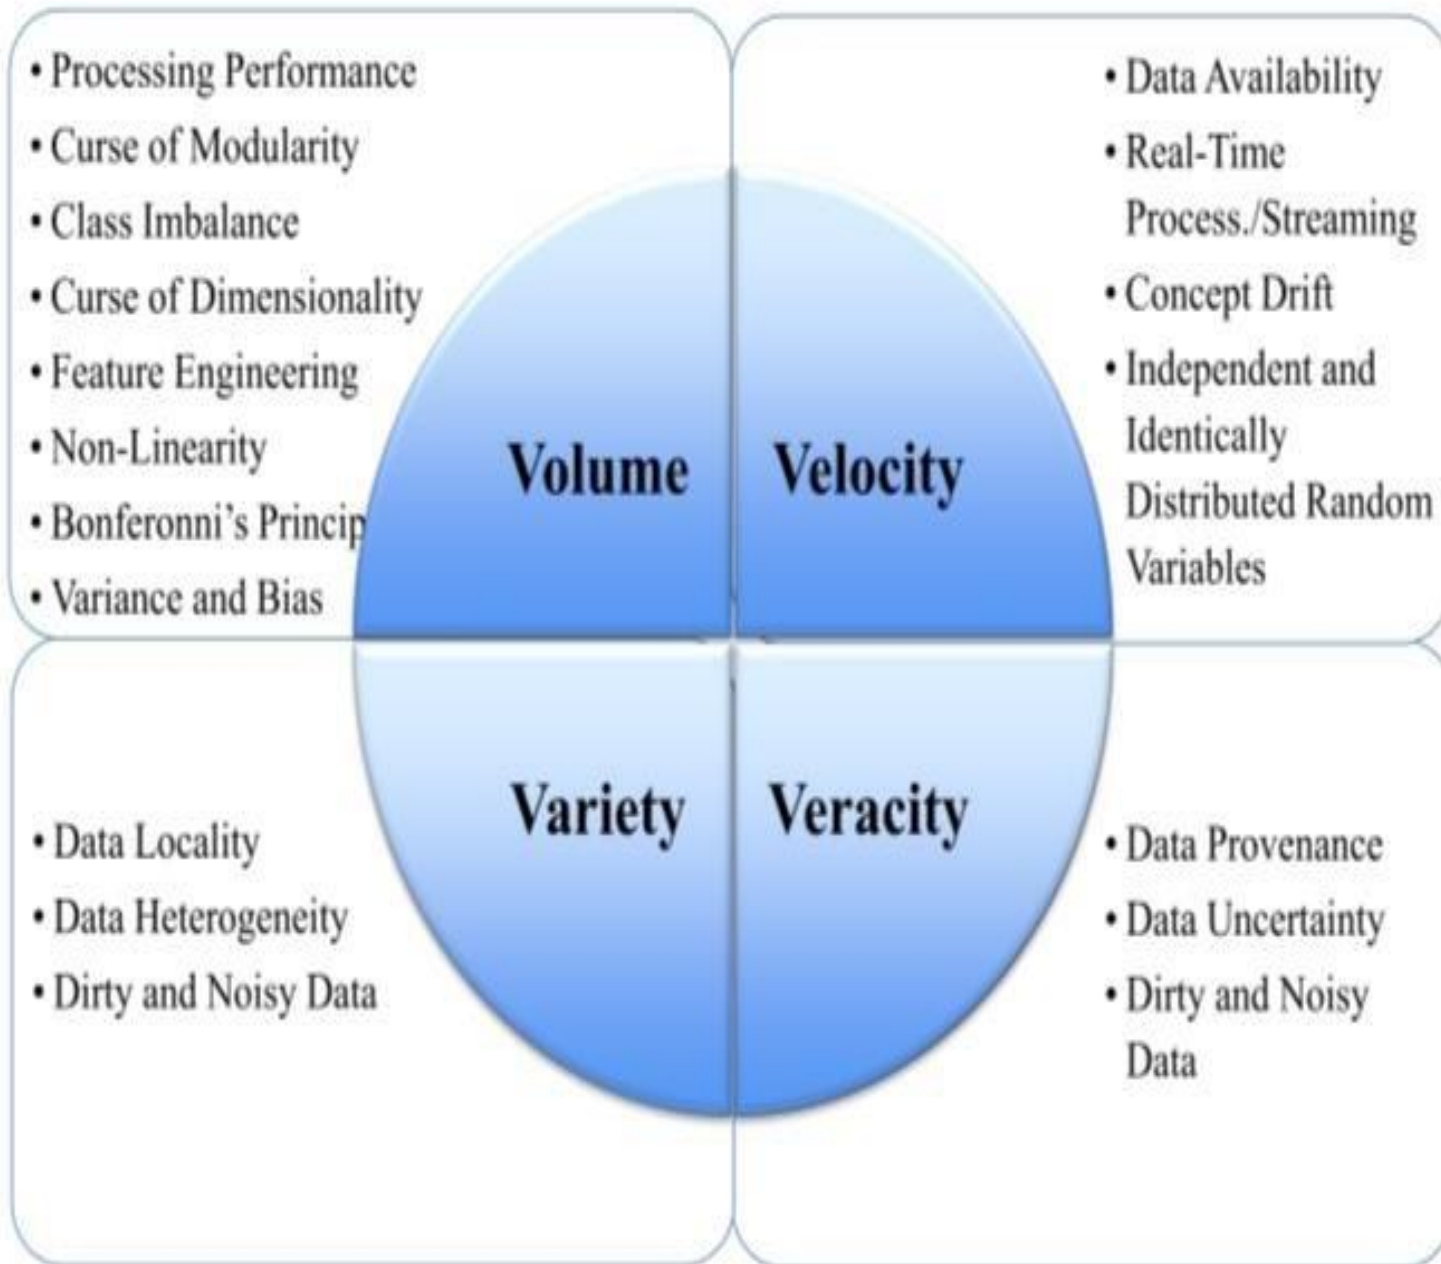 • Processing Performance
• Curse of Modularity
• Class Imbalance
• Curse of Dimensionality
• Feature Engineering
• Non-Linearity
• Bonferonni's Princip
• Variance and Bias
• Data Availability
• Real-Time
Process./Streaming
• Concept Drift
• Independent and
Identically
Distributed Random
Variables
Volume
Velocity
Variety
Veracity
• Data Locality
• Data Heterogeneity
• Dirty and Noisy Data
• Data Provenance
• Data Uncertainty
• Dirty and Noisy
Data